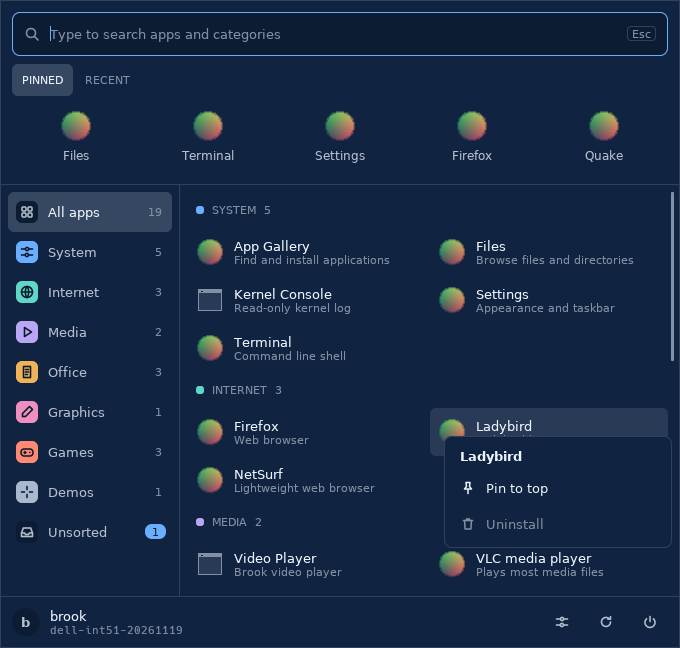 Type to search apps and categories
Esc
PINNED RECENT
Files Terminal Settings Firefox Quake
All apps 19
System 5
Internet 3
Media 2
Office 3
Graphics 1
Games 3
Demos 1
Unsorted 1
SYSTEM 5
App Gallery
Find and install applications
Files
Browse files and directories
Kernel Console
Read-only kernel log
Settings
Appearance and taskbar
Terminal
Command line shell
INTERNET 3
Firefox
Web browser
Ladybird
NetSurf
Lightweight web browser
Ladybird
Pin to top
Uninstall
MEDIA 2
Video Player
Brook video player
VLC media player
Plays most media files
b
brook
dell-int51-20261119